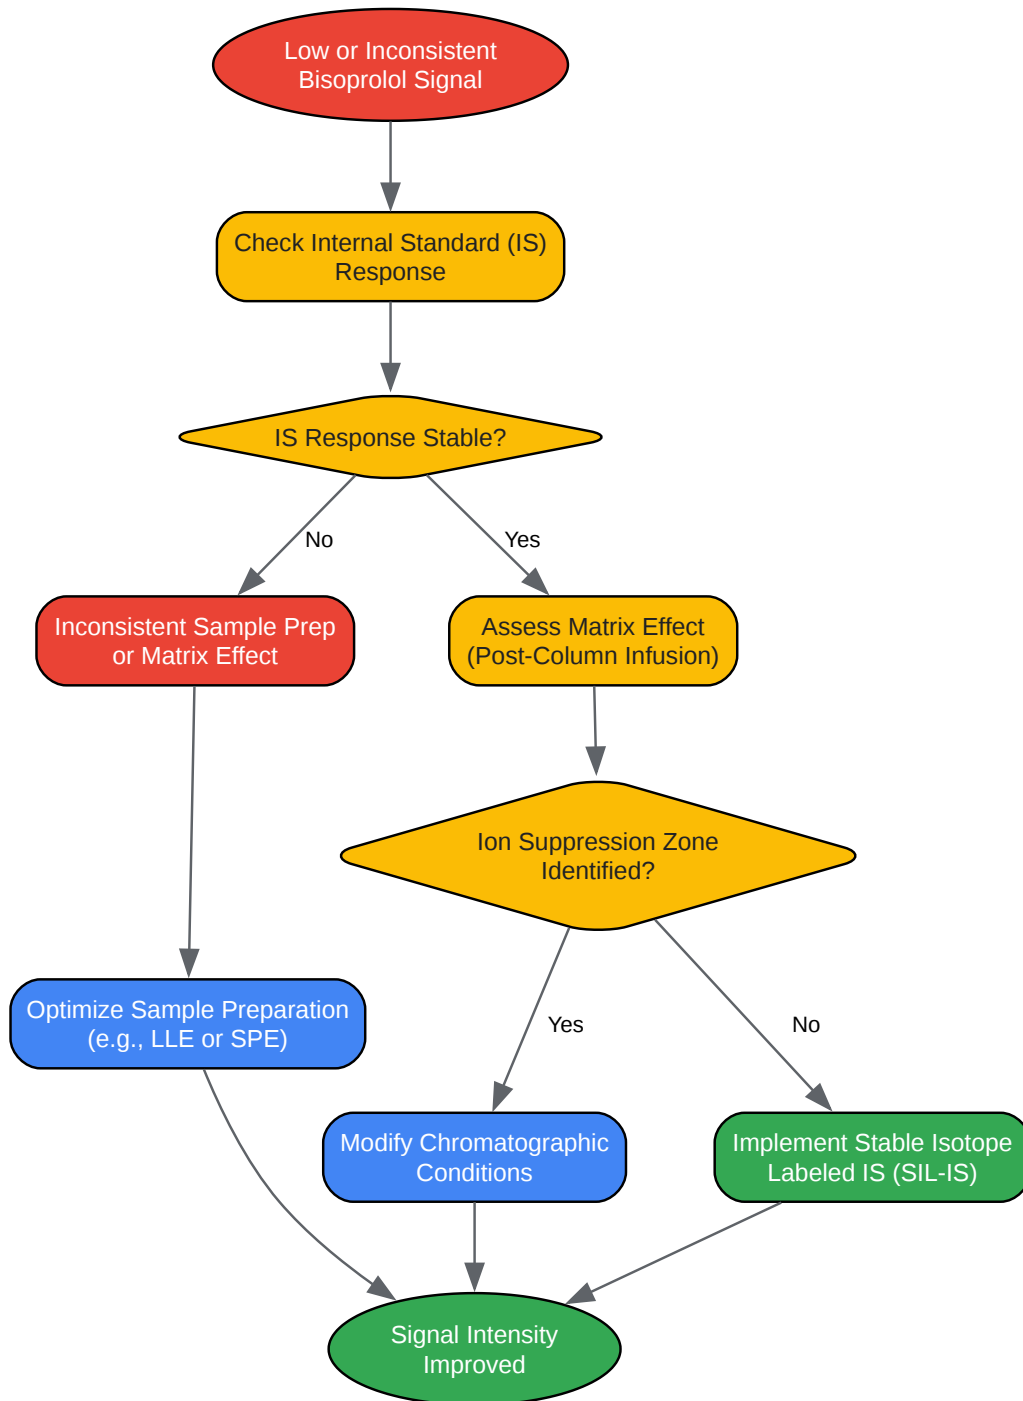 Low or Inconsistent
Bisoprolol Signal
Check Internal Standard (IS)
Response
IS Response Stable?
No
Yes
Inconsistent Sample Prep
or Matrix Effect
Assess Matrix Effect
(Post-Column Infusion)
Ion Suppression Zone
Identified?
Optimize Sample Preparation
(e.g., LLE or SPE)
Yes
No
Modify Chromatographic
Conditions
Implement Stable Isotope
Labeled IS (SIL-IS)
Signal Intensity
Improved